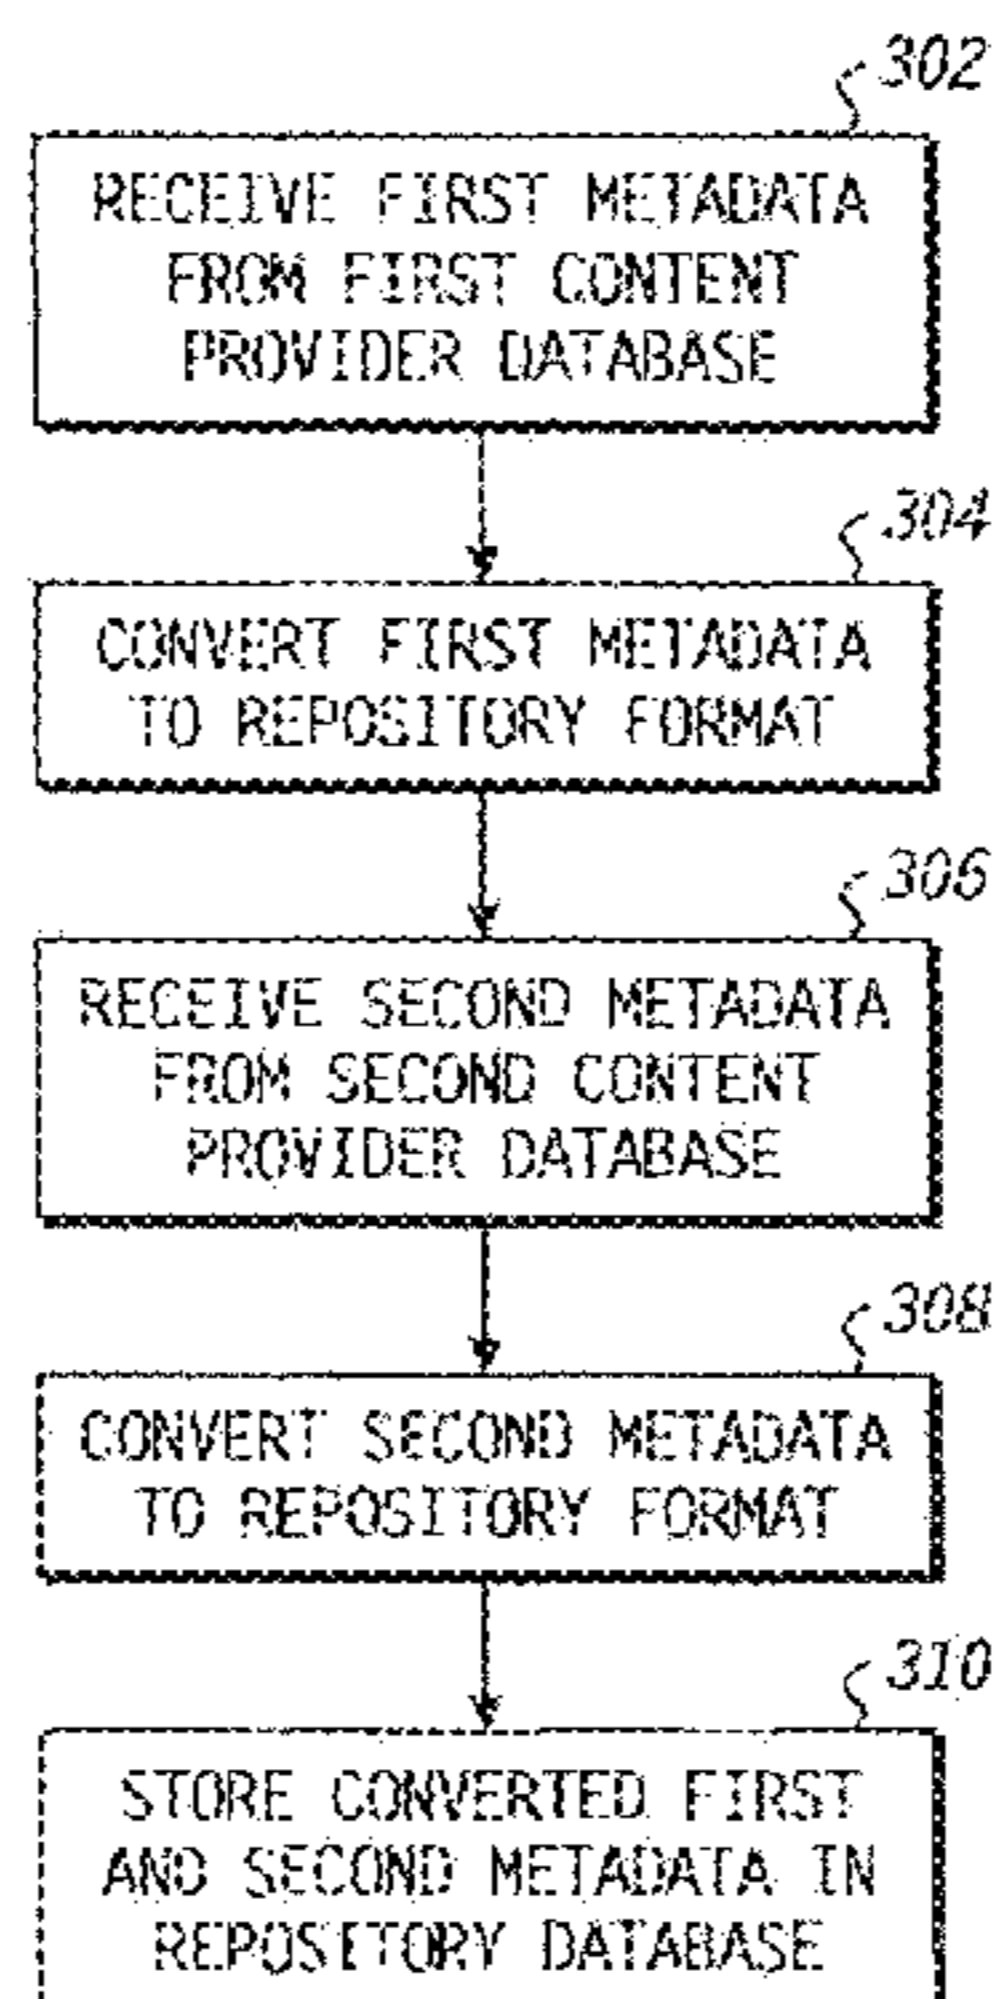 302
RECEIVE FIRST METADATA
FROM FIRST CONTENT
PROVIDER DATABASE
304
CONVERT FIRST METADATA
TO REPOSITORY FORMAT
306
RECEIVE SECOND METADATA
FROM SECOND CONTENT
PROVIDER DATABASE
308
CONVERT SECOND METADATA
TO REPOSITORY FORMAT
310
STORE CONVERTED FIRST
AND SECOND METADATA IN
REPOSITORY DATABASE